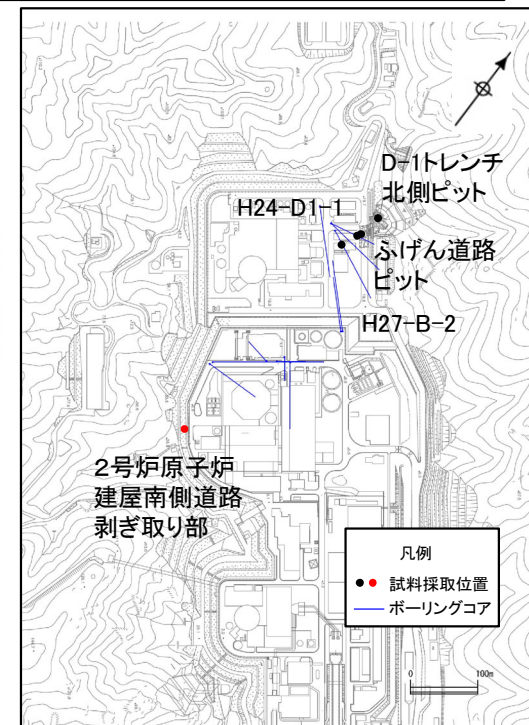 D-1トレンチ
北側ピット
H24-D1-1
ふげん道路
ピット
H27-B-2
2号炉原子炉
建屋南側道路
剥ぎ取り部
凡例
試料採取位置
ボーリングコア
0 100m